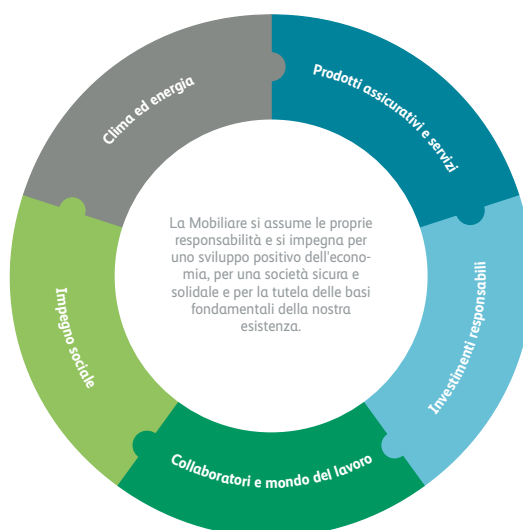 Clima ed energia
Prodotti assicurativi e servizi
La Mobiliare si assume le proprie
responsabilità e si impegna per
uno sviluppo positivo dell'econo-
mia, per una società sicura e
solidale e per la tutela delle basi
fondamentali della nostra
esistenza.
Impegno sociale
Investimenti responsabili
Collaboratori e mondo del lavoro